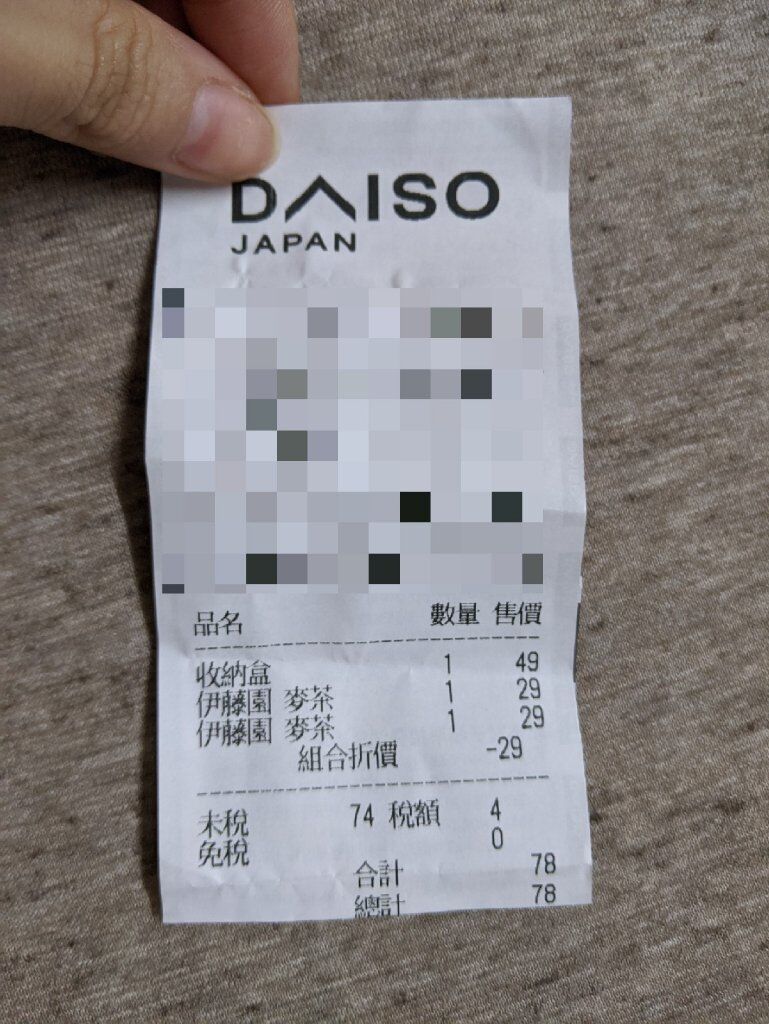 DAISO
JAPAN
品名 數量 售價
收納盒 1 49
伊藤園 麥茶 1 29
伊藤園 麥茶 1 29
組合折價 -29
未稅 74 稅額 4
免稅 0
合計 78
總計 78